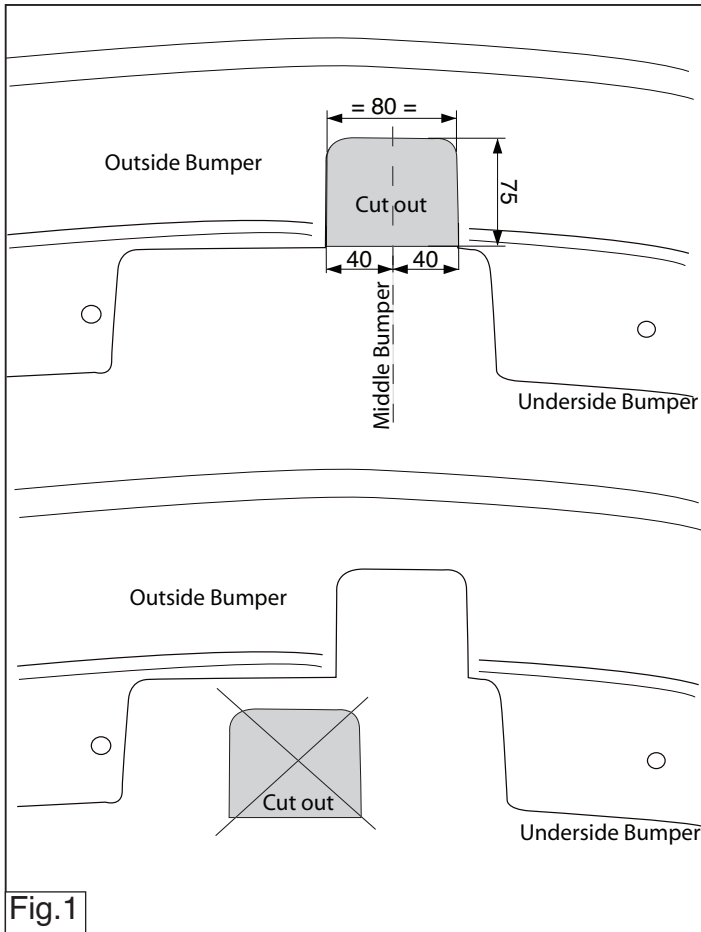 = 80 =
Outside Bumper
75
Cut out
40
40
Middle Bumper
Underside Bumper
Outside Bumper
Cut out
Underside Bumper
Fig.1